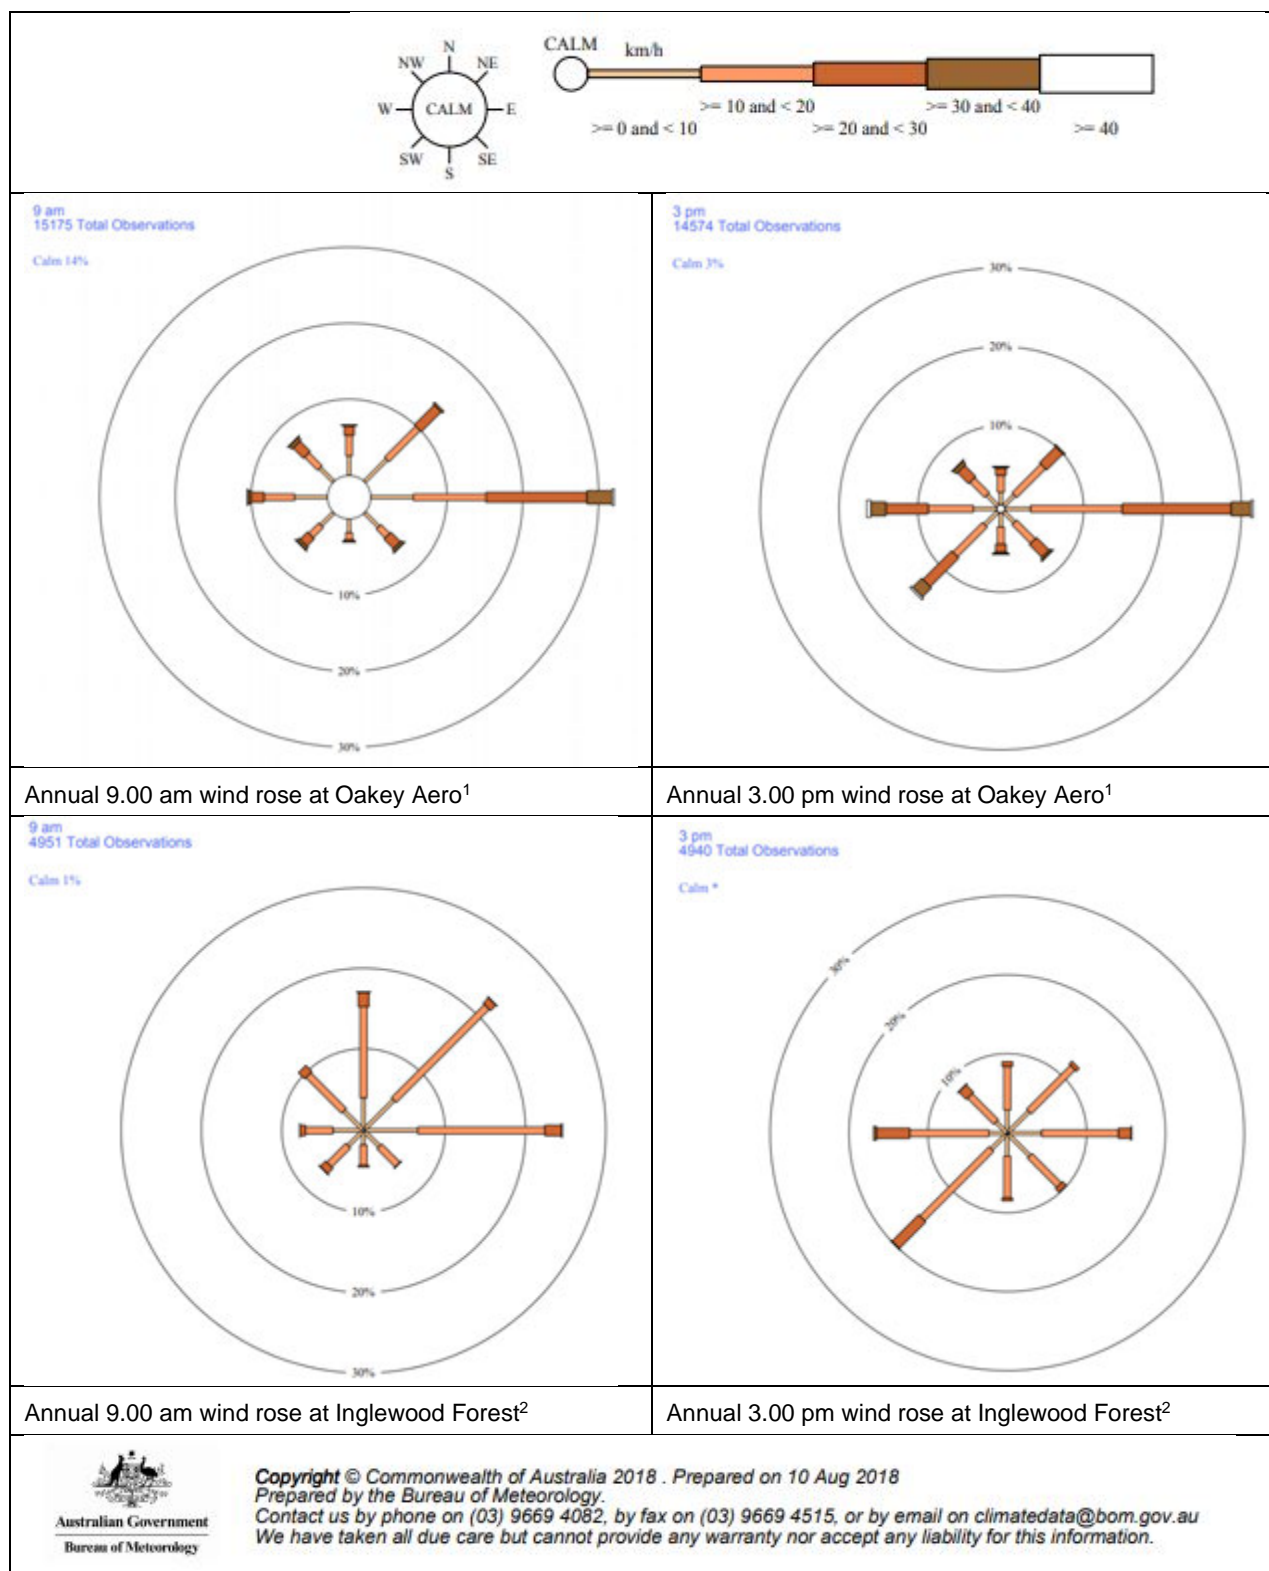 N
NW NE
W CALM E
SW SE
S
CALM km/h
>= 10 and < 20 >= 30 and < 40
>= 0 and < 10 >= 20 and < 30 >= 40
9 am
15175 Total Observations
Calm 14%
10%
20%
30%
3 pm
14574 Total Observations
Calm 3%
30%
20%
10%
Annual 9.00 am wind rose at Oakey Aero¹
Annual 3.00 pm wind rose at Oakey Aero¹
9 am
4951 Total Observations
Calm 1%
10%
20%
30%
3 pm
4940 Total Observations
Calm *
30%
20%
10%
Annual 9.00 am wind rose at Inglewood Forest²
Annual 3.00 pm wind rose at Inglewood Forest²
Australian Government
Bureau of Meteorology
Copyright © Commonwealth of Australia 2018 . Prepared on 10 Aug 2018
Prepared by the Bureau of Meteorology.
Contact us by phone on (03) 9669 4082, by fax on (03) 9669 4515, or by email on climatedata@bom.gov.au
We have taken all due care but cannot provide any warranty nor accept any liability for this information.